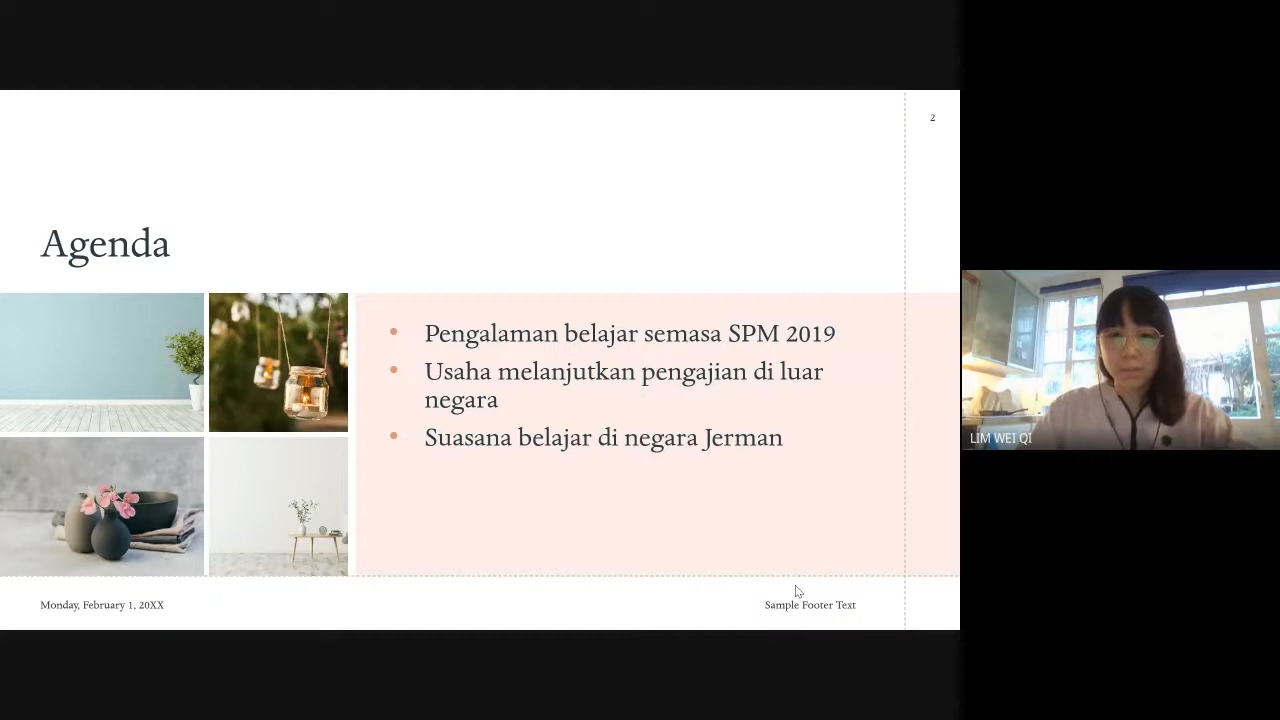 2
Agenda
Pengalaman belajar semasa SPM 2019
Usaha melanjutkan pengajian di luar
negara
Suasana belajar di negara Jerman
LIM WEI QI
Monday, February 1, 20XX
Sample Footer Text